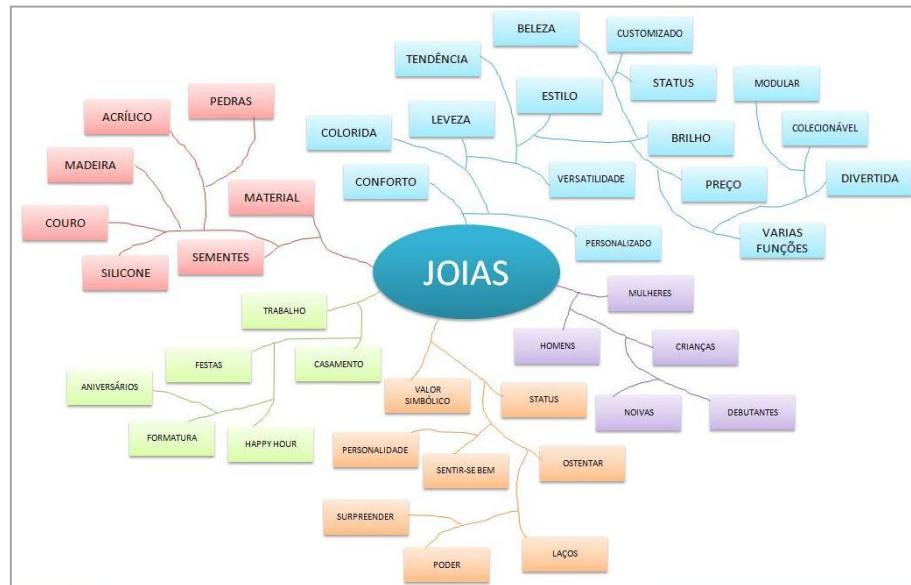 BELEZA
CUSTOMIZADO
TENDÊNCIA
STATUS
MODULAR
PEDRAS
ESTILO
ACRÍLICO
LEVEZA
COLORIDA
BRILHO
COLECIONÁVEL
MADEIRA
CONFORTO
VERSATILIDADE
PREÇO
DIVERTIDA
MATERIAL
COURO
SEMENTES
SILICONE
PERSONALIZADO
VARIAS
FUNÇÕES
JOIAS
MULHERES
TRABALHO
HOMENS
CRIANÇAS
FESTAS
CASAMENTO
ANIVERSÁRIOS
VALOR
SIMBÓLICO
STATUS
NOIVAS
DEBUTANTES
FORMATURA
HAPPY HOUR
PERSONALIDADE
SENTIR-SE BEM
OSTENTAR
SURPREENDER
PODER
LAÇOS